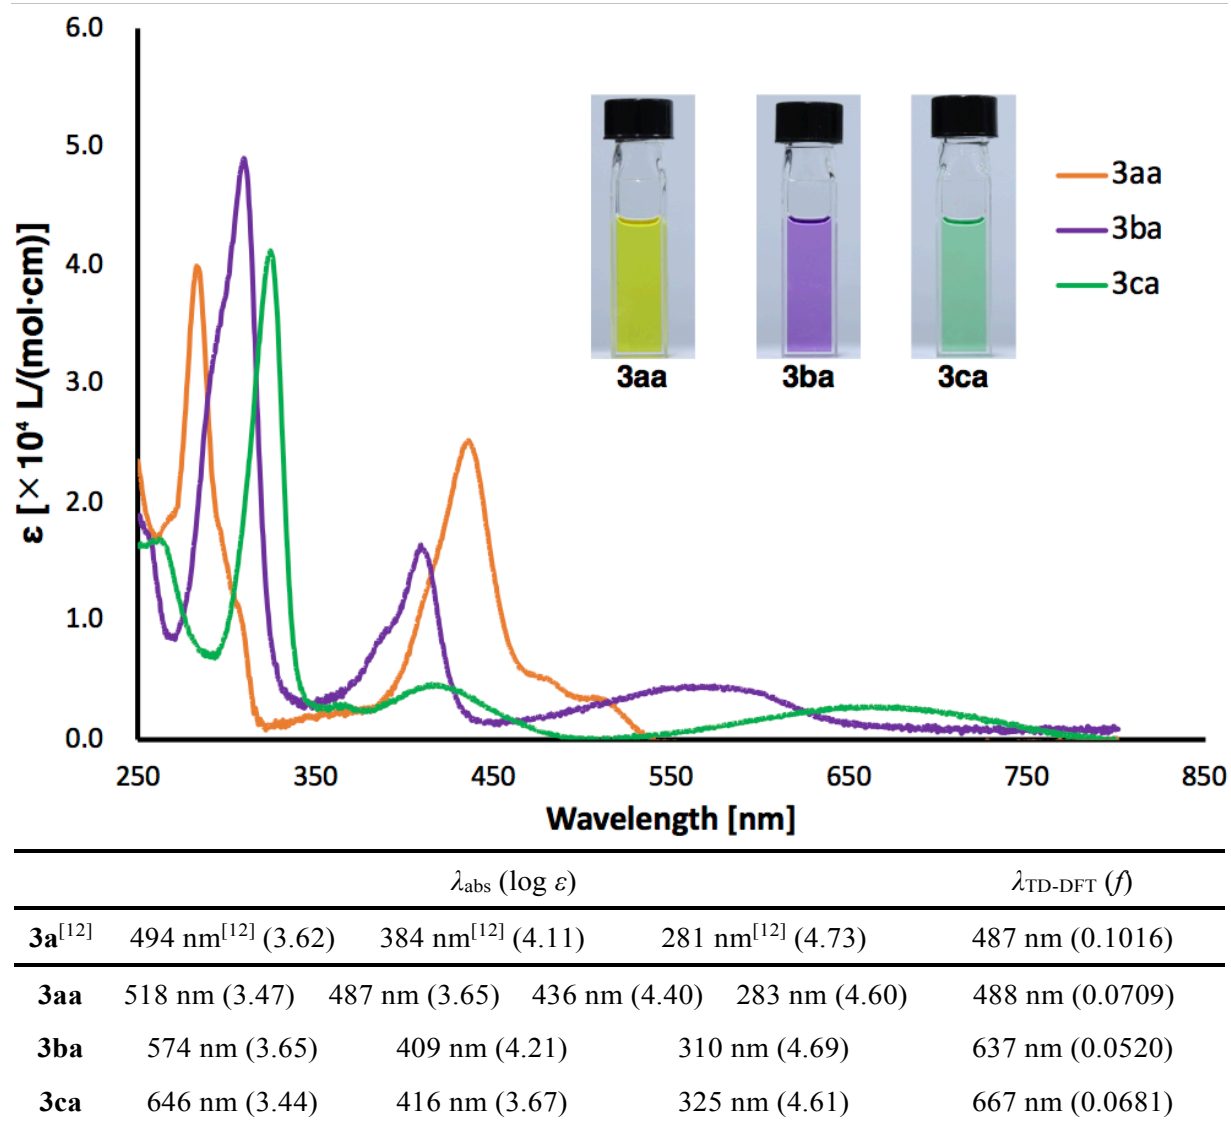 6.0
5.0
4.0
3.0
2.0
1.0
0.0
ε [× 10⁴ L/(mol·cm)]
3aa
3ba
3ca
3aa 3ba 3ca
250 350 450 550 650 750 850
Wavelength [nm]
λabs (log ε) λTD-DFT (f)
3a[12] 494 nm[12] (3.62) 384 nm[12] (4.11) 281 nm[12] (4.73) 487 nm (0.1016)
3aa 518 nm (3.47) 487 nm (3.65) 436 nm (4.40) 283 nm (4.60) 488 nm (0.0709)
3ba 574 nm (3.65) 409 nm (4.21) 310 nm (4.69) 637 nm (0.0520)
3ca 646 nm (3.44) 416 nm (3.67) 325 nm (4.61) 667 nm (0.0681)